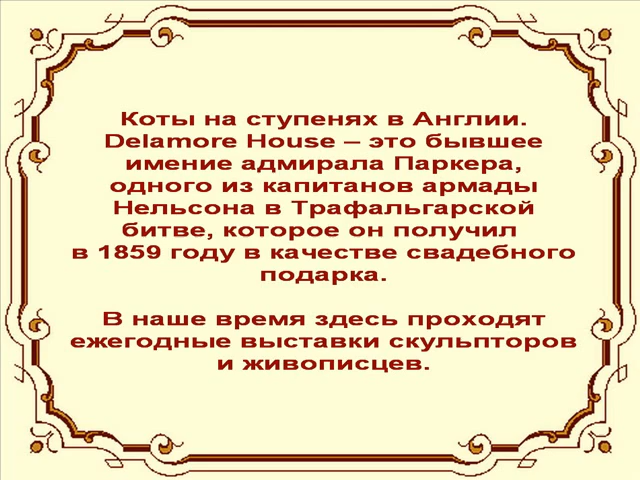 Коты на ступенях в Англии.
Delamore House – это бывшее
имение адмирала Паркера,
одного из капитанов армады
Нельсона в Трафальгарской
битве, которое он получил
в 1859 году в качестве свадебного
подарка.
В наше время здесь проходят
ежегодные выставки скульпторов
и живописцев.